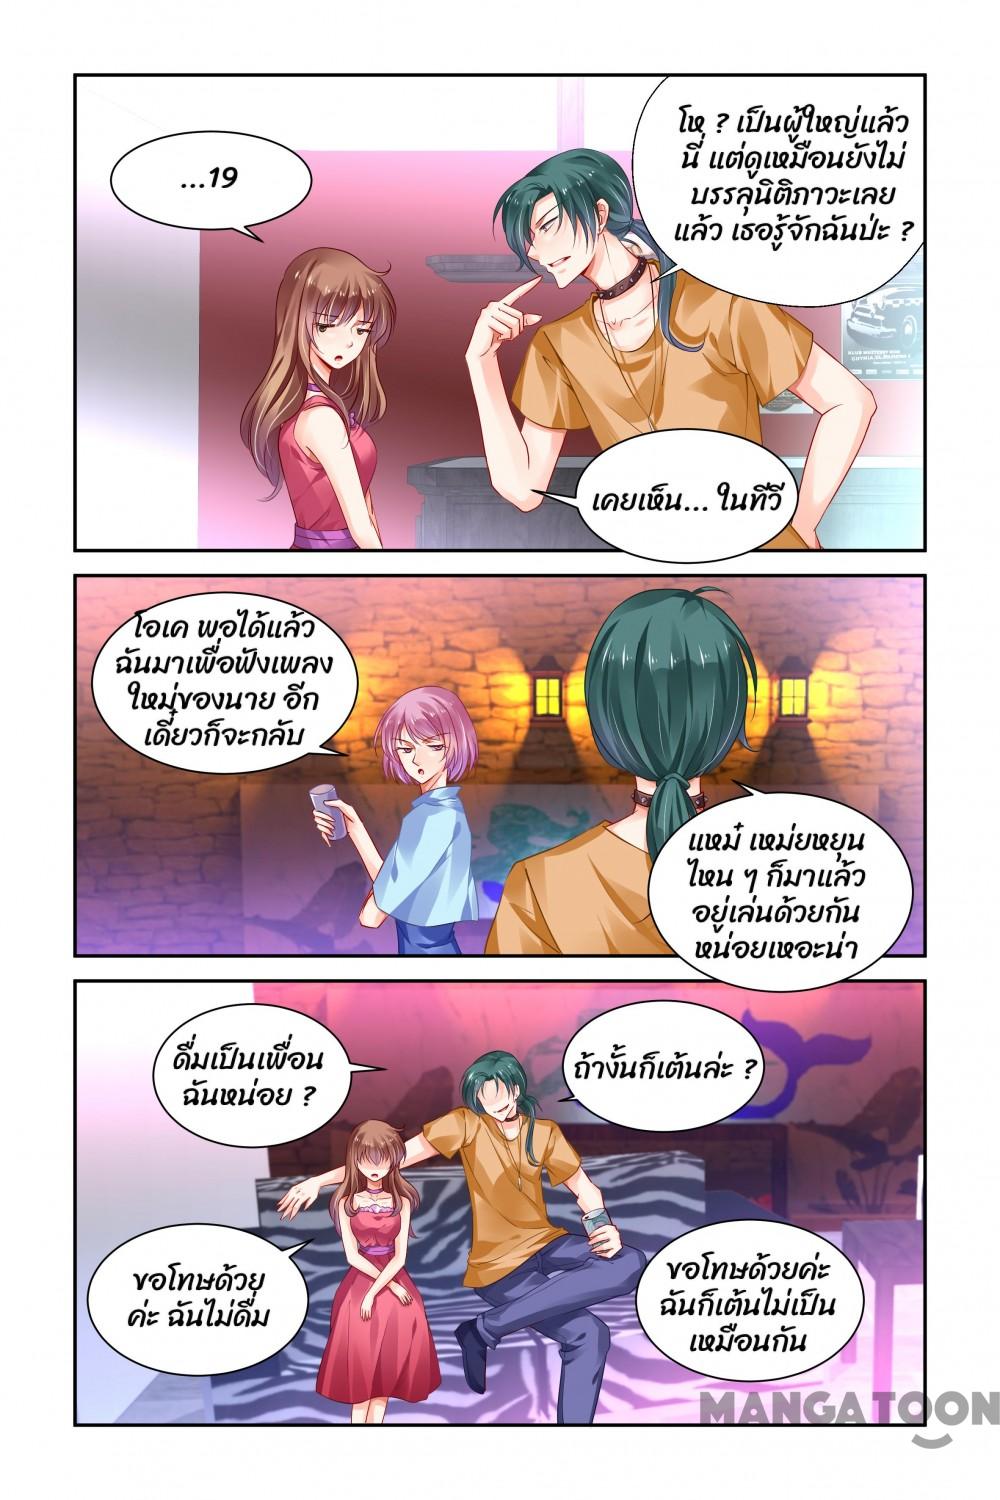 ...19
โห ? เป็นผู้ใหญ่แล้ว
นี่ แต่ดูเหมือนยังไม่
บรรลุนิติภาวะเลย
แล้ว เธอรู้จักฉันป่ะ ?
KLUB MUZZERRY MINI
GDYNIA,UL.MAJKOWA 2
เคยเห็น... ในทีวี
โอเค พอได้แล้ว
ฉันมาเพื่อฟังเพลง
ใหม่ของนาย อีก
เดี๋ยวก็จะกลับ
แหม๋ เหม่ยหยุน
ไหน ๆ ก็มาแล้ว
อยู่เล่นด้วยกัน
หน่อยเหอะน่า
ดื่มเป็นเพื่อน
ฉันหน่อย ?
ถ้างั้นก็เต้นล่ะ ?
ขอโทษด้วย
ค่ะ ฉันไม่ดื่ม
ขอโทษด้วยค่ะ
ฉันก็เต้นไม่เป็น
เหมือนกัน
MANGATOON